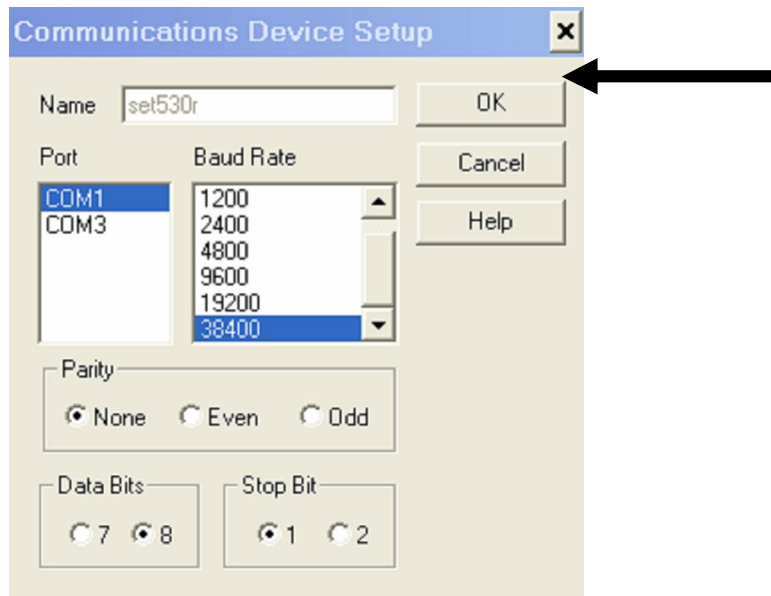 Communications Device Setup
Name set530r OK
Port Baud Rate Cancel
COM1 1200 Help
COM3 2400
4800
9600
19200
38400
Parity
None Even Odd
Data Bits Stop Bit
7 8 1 2